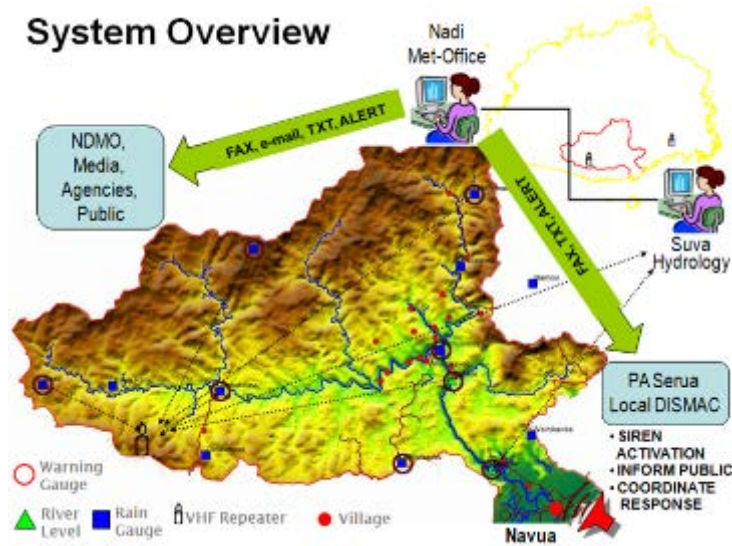 System Overview
Nadi
Met-Office
NDMO,
Media,
Agencies,
Public
FAX, e-mail, TXT, ALERT
FAX, TXT, ALERT
Suva
Hydrology
PA Serua
Local DISMAC
• SIREN
ACTIVATION
• INFORM PUBLIC
• COORDINATE
RESPONSE
Warning
Gauge
River
Level
Rain
Gauge
VHF Repeater
Village
Navua